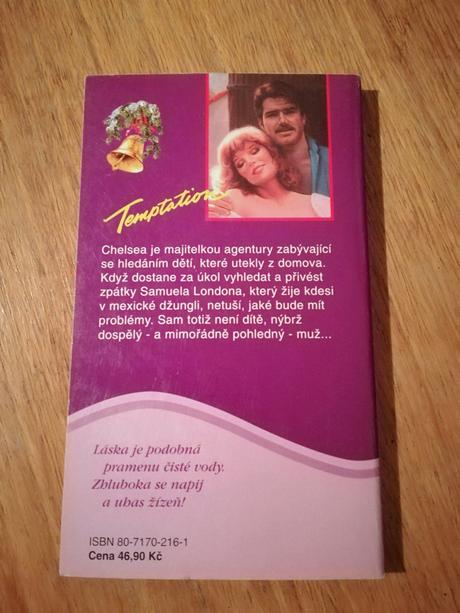 Temptation
Chelsea je majitelkou agentury zabývající
se hledáním dětí, které utekly z domova.
Když dostane za úkol vyhledat a přivést
zpátky Samuela Londona, který žije kdesi
v mexické džungli, netuší, jaké bude mít
problémy. Sam totiž není dítě, nýbrž
dospělý - a mimořádně pohledný - muž...
Láska je podobná
pramenu čisté vody.
Zhluboka se napij
a uhas žízeň!
ISBN 80-7170-216-1
Cena 46,90 Kč